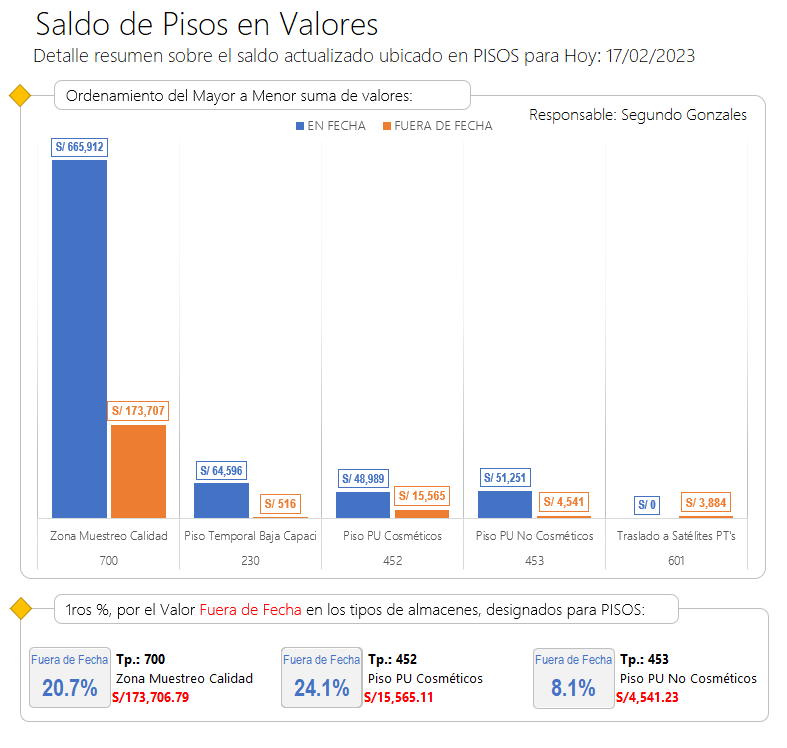 Saldo de Pisos en Valores
Detalle resumen sobre el saldo actualizado ubicado en PISOS para Hoy: 17/02/2023
Ordenamiento del Mayor a Menor suma de valores:
Responsable: Segundo Gonzales
EN FECHA FUERA DE FECHA
S/ 665,912
S/ 173,707
S/ 64,596
S/ 516
S/ 48,989
S/ 15,565
S/ 51,251
S/ 4,541
S/ 0
S/ 3,884
Zona Muestreo Calidad Piso Temporal Baja Capaci Piso PU Cosméticos Piso PU No Cosméticos Traslado a Satélites PT's
700 230 452 453 601
1ros %, por el Valor Fuera de Fecha en los tipos de almacenes, designados para PISOS:
Fuera de Fecha
20.7%
Tp.: 700
Zona Muestreo Calidad
S/173,706.79
Fuera de Fecha
24.1%
Tp.: 452
Piso PU Cosméticos
S/15,565.11
Fuera de Fecha
8.1%
Tp.: 453
Piso PU No Cosméticos
S/4,541.23